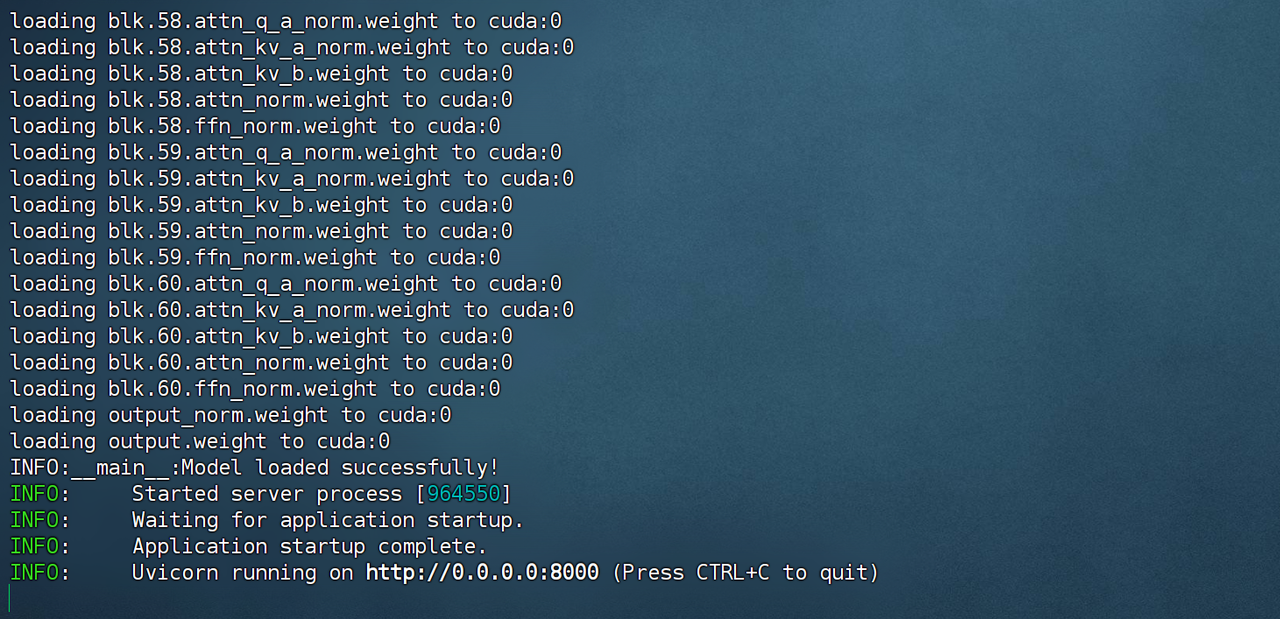 loading blk.58.attn_q_a_norm.weight to cuda:0
loading blk.58.attn_kv_a_norm.weight to cuda:0
loading blk.58.attn_kv_b.weight to cuda:0
loading blk.58.attn_norm.weight to cuda:0
loading blk.58.ffn_norm.weight to cuda:0
loading blk.59.attn_q_a_norm.weight to cuda:0
loading blk.59.attn_kv_a_norm.weight to cuda:0
loading blk.59.attn_kv_b.weight to cuda:0
loading blk.59.attn_norm.weight to cuda:0
loading blk.59.ffn_norm.weight to cuda:0
loading blk.60.attn_q_a_norm.weight to cuda:0
loading blk.60.attn_kv_a_norm.weight to cuda:0
loading blk.60.attn_kv_b.weight to cuda:0
loading blk.60.attn_norm.weight to cuda:0
loading blk.60.ffn_norm.weight to cuda:0
loading output_norm.weight to cuda:0
loading output.weight to cuda:0
INFO:__main__:Model loaded successfully!
INFO:     Started server process [964550]
INFO:     Waiting for application startup.
INFO:     Application startup complete.
INFO:     Uvicorn running on http://0.0.0.0:8000 (Press CTRL+C to quit)